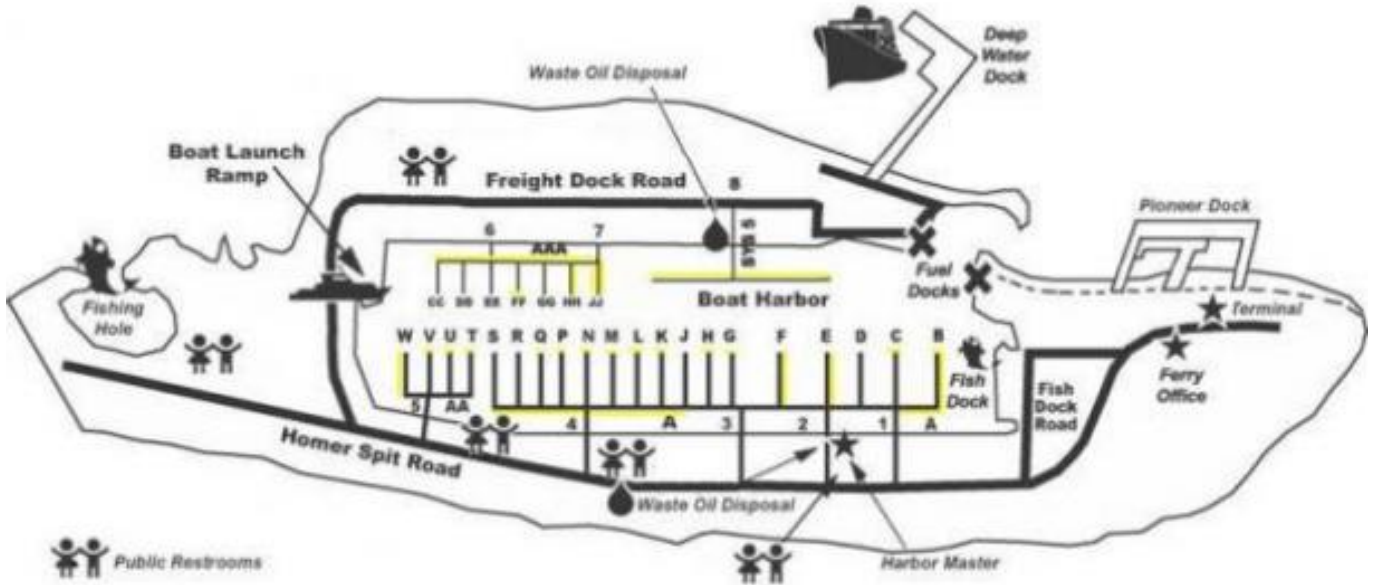 Deep
Water
Dock
Waste Oil Disposal
Boat Launch
Ramp
Freight Dock Road
8
Pioneer Dock
6
7
AAA
SYS 5
Fuel
Docks
CC DD EE FF GG HH JJ
Boat Harbor
Fishing
Hole
Terminal
W V U T S R Q P N M L K J H G F E D C B
Fish
Dock
Ferry
Office
Fish
Dock
Road
5 AA
4 A 3 2 1 A
Homer Spit Road
Waste Oil Disposal
Public Restrooms
Harbor Master